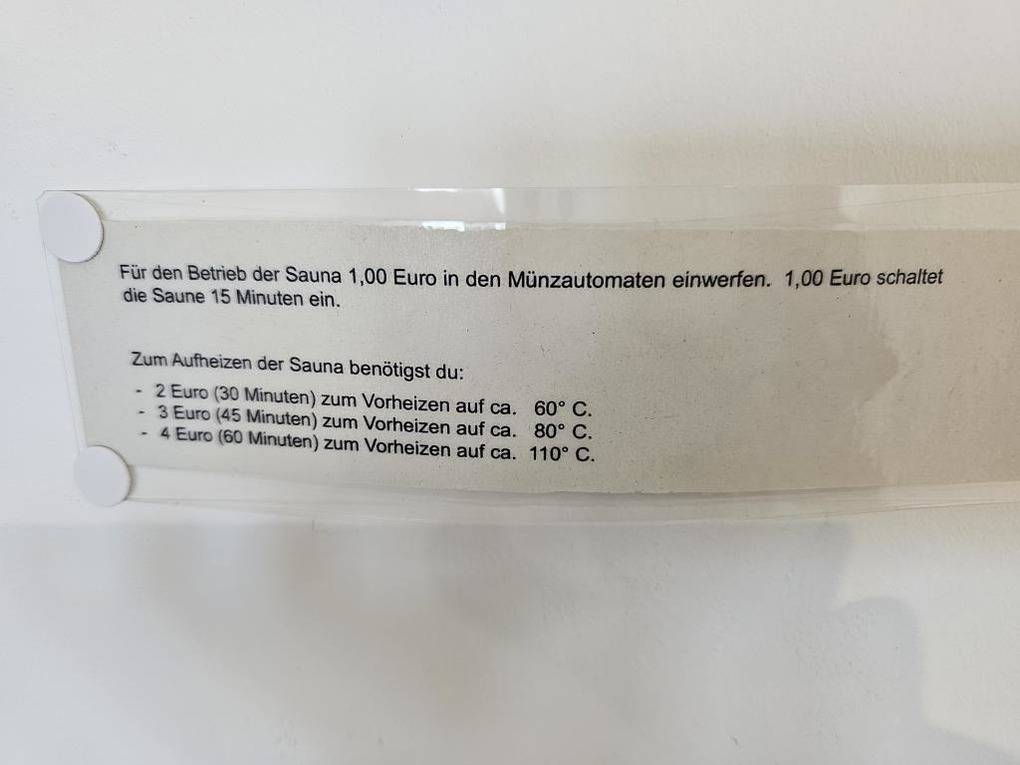 Für den Betrieb der Sauna 1,00 Euro in den Münzautomaten einwerfen. 1,00 Euro schaltet
die Saune 15 Minuten ein.
Zum Aufheizen der Sauna benötigst du:
- 2 Euro (30 Minuten) zum Vorheizen auf ca. 60° C.
- 3 Euro (45 Minuten) zum Vorheizen auf ca. 80° C.
- 4 Euro (60 Minuten) zum Vorheizen auf ca. 110° C.